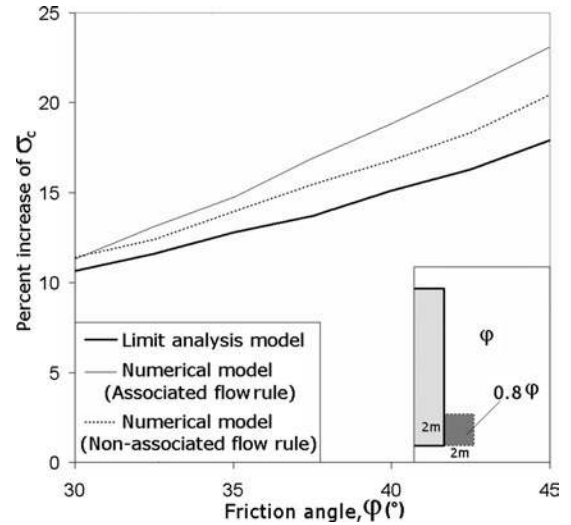 Percent increase of σc
25
20
15
10
5
0
30
35
40
45
Friction angle,φ(°)
Limit analysis model
Numerical model
(Associated flow rule)
Numerical model
(Non-associated flow rule)
φ
0.8φ
2m
2m